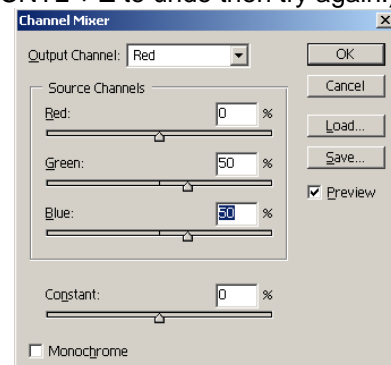 CNTL + Z to undo then try again.
Channel Mixer
Output Channel: Red
OK
Source Channels
Cancel
Red: 0 %
Load...
Green: 50 %
Save...
Preview
Blue: 50 %
Constant: 0 %
Monochrome